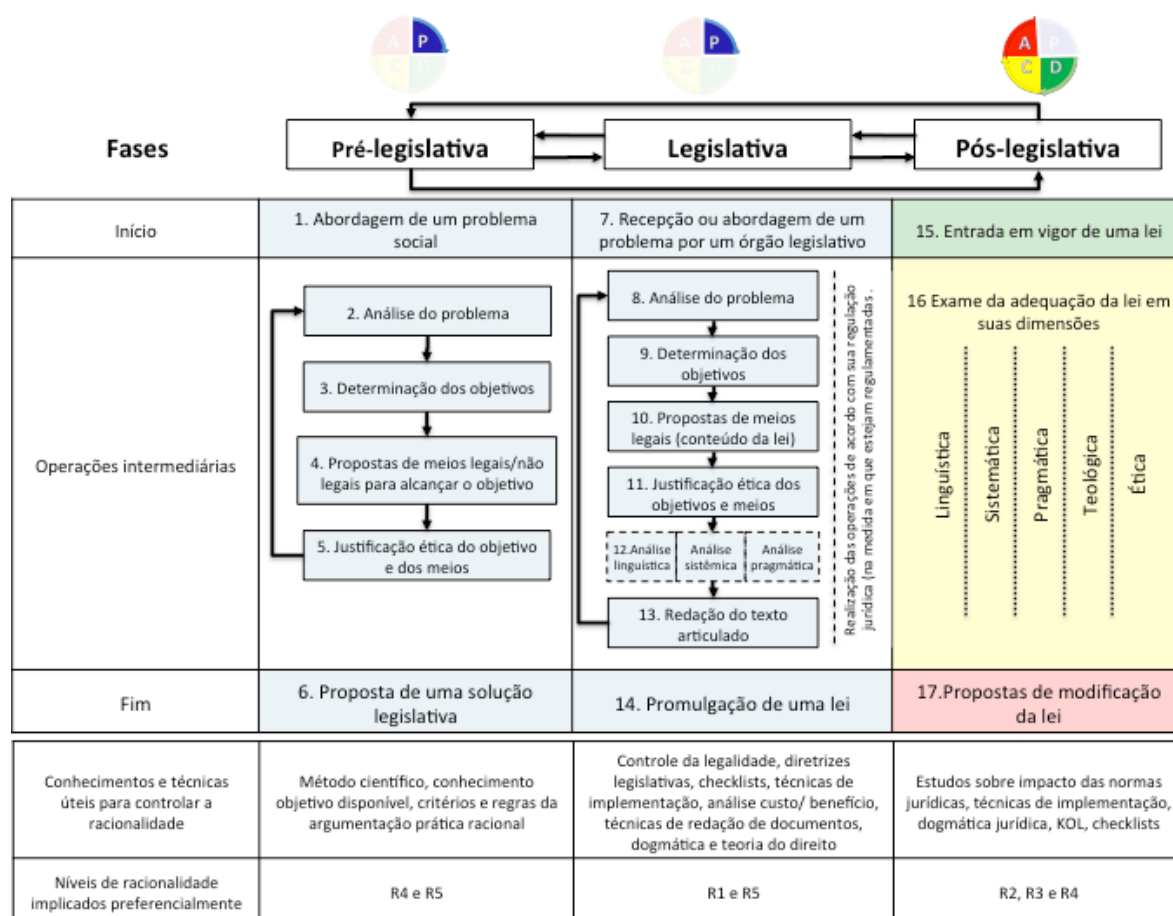 A P
C D
A P
C D
A P
C D
Fases
Pré-legislativa
Legislativa
Pós-legislativa
Início
1. Abordagem de um problema
social
7. Recepção ou abordagem de um
problema por um órgão legislativo
15. Entrada em vigor de uma lei
Operações intermediárias
2. Análise do problema
3. Determinação dos objetivos
4. Propostas de meios legais/não
legais para alcançar o objetivo
5. Justificação ética do objetivo
e dos meios
8. Análise do problema
9. Determinação dos
objetivos
10. Propostas de meios
legais (conteúdo da lei)
11. Justificação ética dos
objetivos e meios
12.Análise
linguística
Análise
sistêmica
Análise
pragmática
13. Redação do texto
articulado
Realização das operações de acordo com sua regulação
jurídica (na medida em que estejam regulamentadas .
16 Exame da adequação da lei em
suas dimensões
Linguística
Sistemática
Pragmática
Teológica
Ética
Fim
6. Proposta de uma solução
legislativa
14. Promulgação de uma lei
17.Propostas de modificação
da lei
Conhecimentos e técnicas
úteis para controlar a
racionalidade
Método científico, conhecimento
objetivo disponível, critérios e regras da
argumentação prática racional
Controle da legalidade, diretrizes
legislativas, checklists, técnicas de
implementação, análise custo/ benefício,
técnicas de redação de documentos,
dogmática e teoria do direito
Estudos sobre impacto das normas
jurídicas, técnicas de implementação,
dogmática jurídica, KOL, checklists
Níveis de racionalidade
implicados preferencialmente
R4 e R5
R1 e R5
R2, R3 e R4